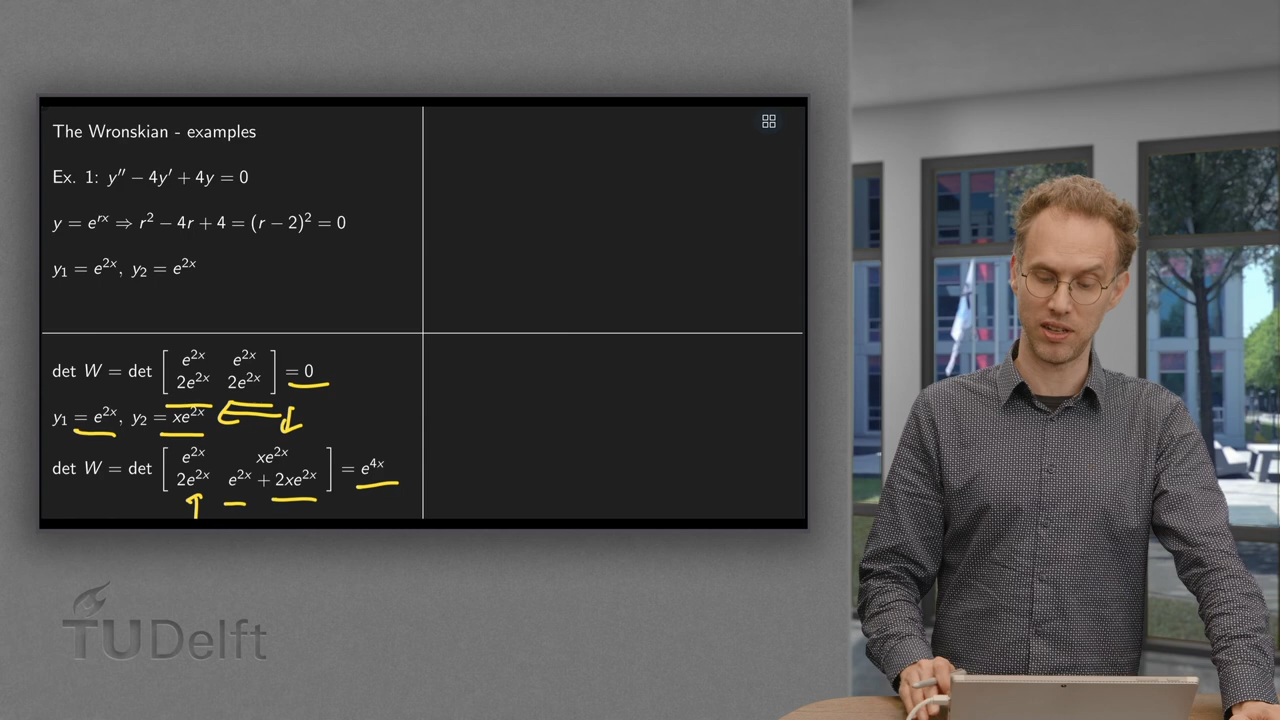 The Wronskian - examples
Ex. 1: y″ − 4y′ + 4y = 0
y = e^{rx} ⇒ r² − 4r + 4 = (r − 2)² = 0
y₁ = e^{2x}, y₂ = e^{2x}
det W = det [ e^{2x} e^{2x} ; 2e^{2x} 2e^{2x} ] = 0
y₁ = e^{2x}, y₂ = xe^{2x}
det W = det [ e^{2x} xe^{2x} ; 2e^{2x} e^{2x} + 2xe^{2x} ] = e^{4x}
TUDelft